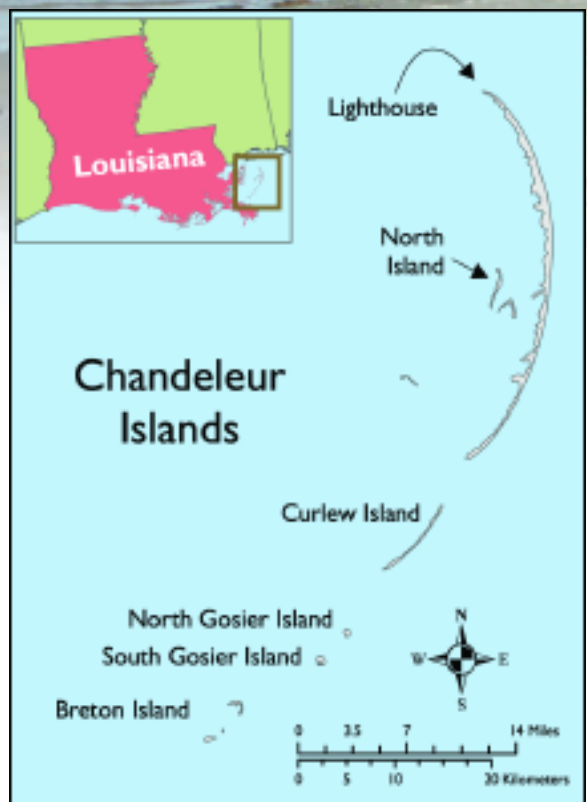 Louisiana
Lighthouse
North
Island
Chandeleur
Islands
Curlew Island
North Gosier Island
South Gosier Island
Breton Island
N
W E
S
0 3.5 7 14 Miles
0 5 10 20 Kilometers